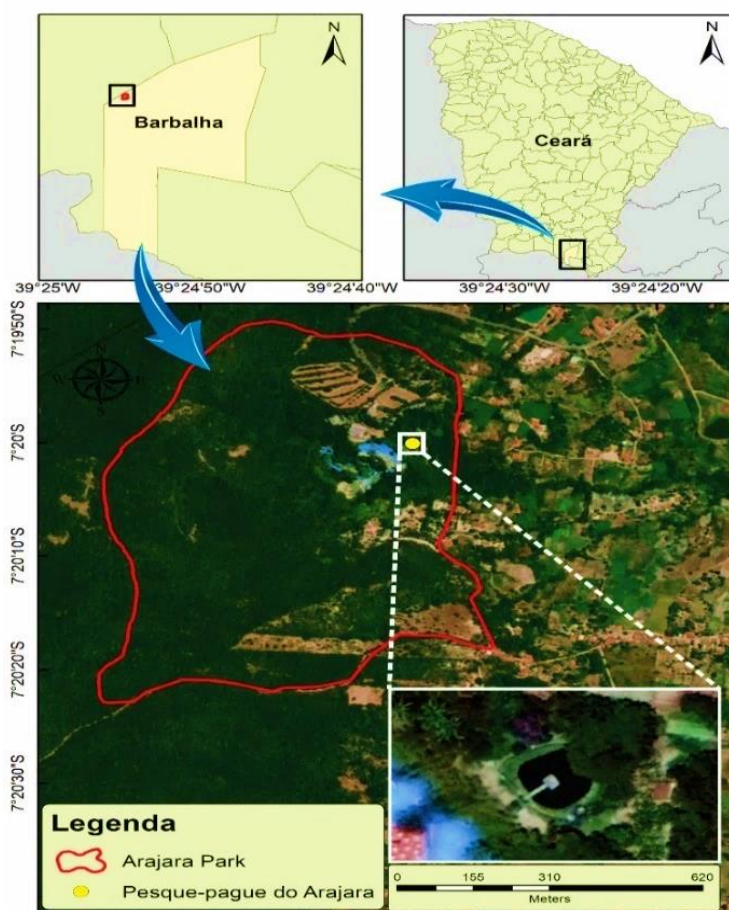 N
N
Barbalha
Ceará
39°25'W
39°24'50"W
39°24'40"W
39°24'30"W
39°24'20"W
7°19'50"S
7°20'S
7°20'10"S
7°20'20"S
7°20'30"S
N
W
E
S
Legenda
Arajara Park
Pesque-pague do Arajara
0 155 310 620
Meters